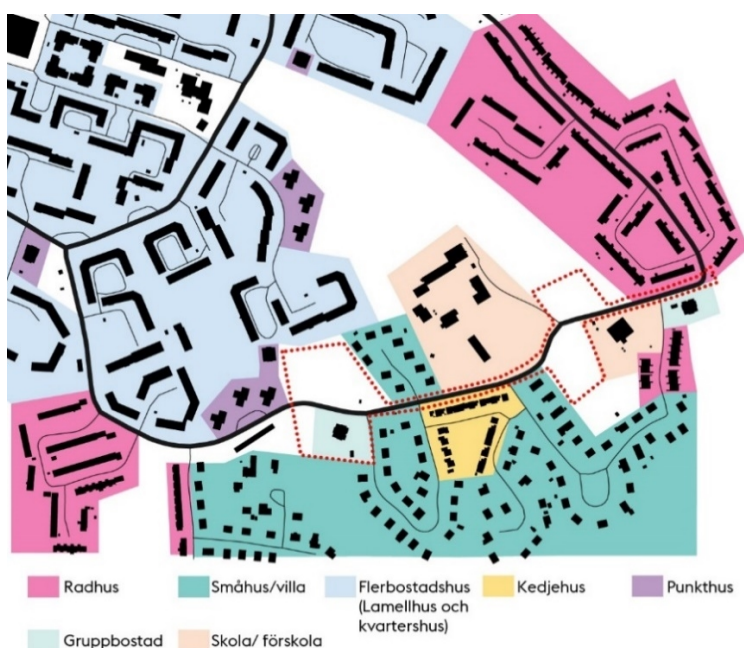 Radhus
Småhus/villa
Flerbostadshus
(Lamellhus och
kvartershus)
Kedjehus
Punkthus
Gruppbostad
Skola/ förskola